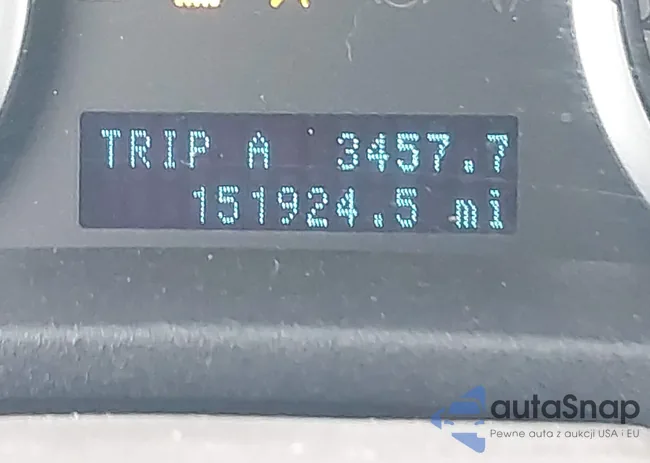 TRIP A 3457.7
151924.5 mi
autaSnap
Pewne auta z aukcji USA i EU